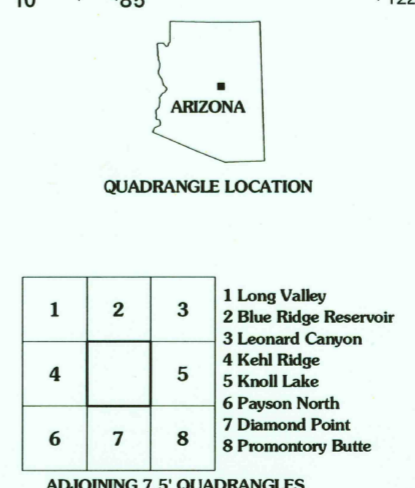 ARIZONA
QUADRANGLE LOCATION
1 2 3
4 5
6 7 8
1 Long Valley
2 Blue Ridge Reservoir
3 Leonard Canyon
4 Kehl Ridge
5 Knoll Lake
6 Payson North
7 Diamond Point
8 Promontory Butte
ADJOINING 7.5' QUADRANGLES